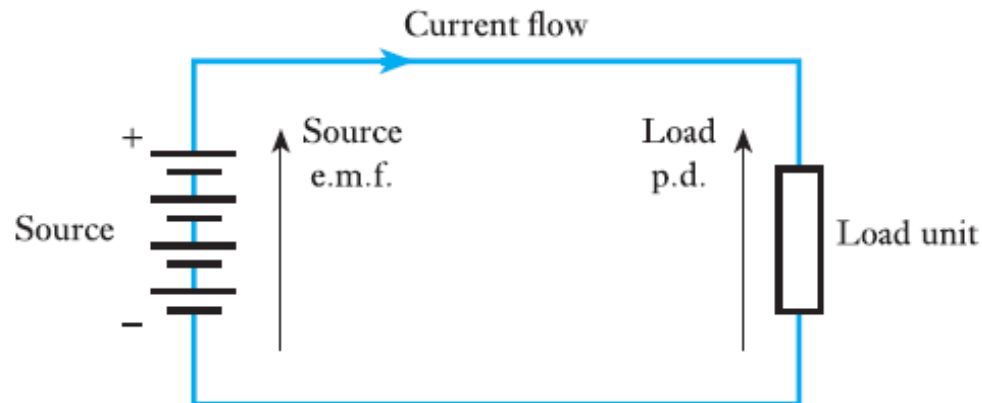 Current flow
+
Source
e.m.f.
Load
p.d.
Source
Load unit
–